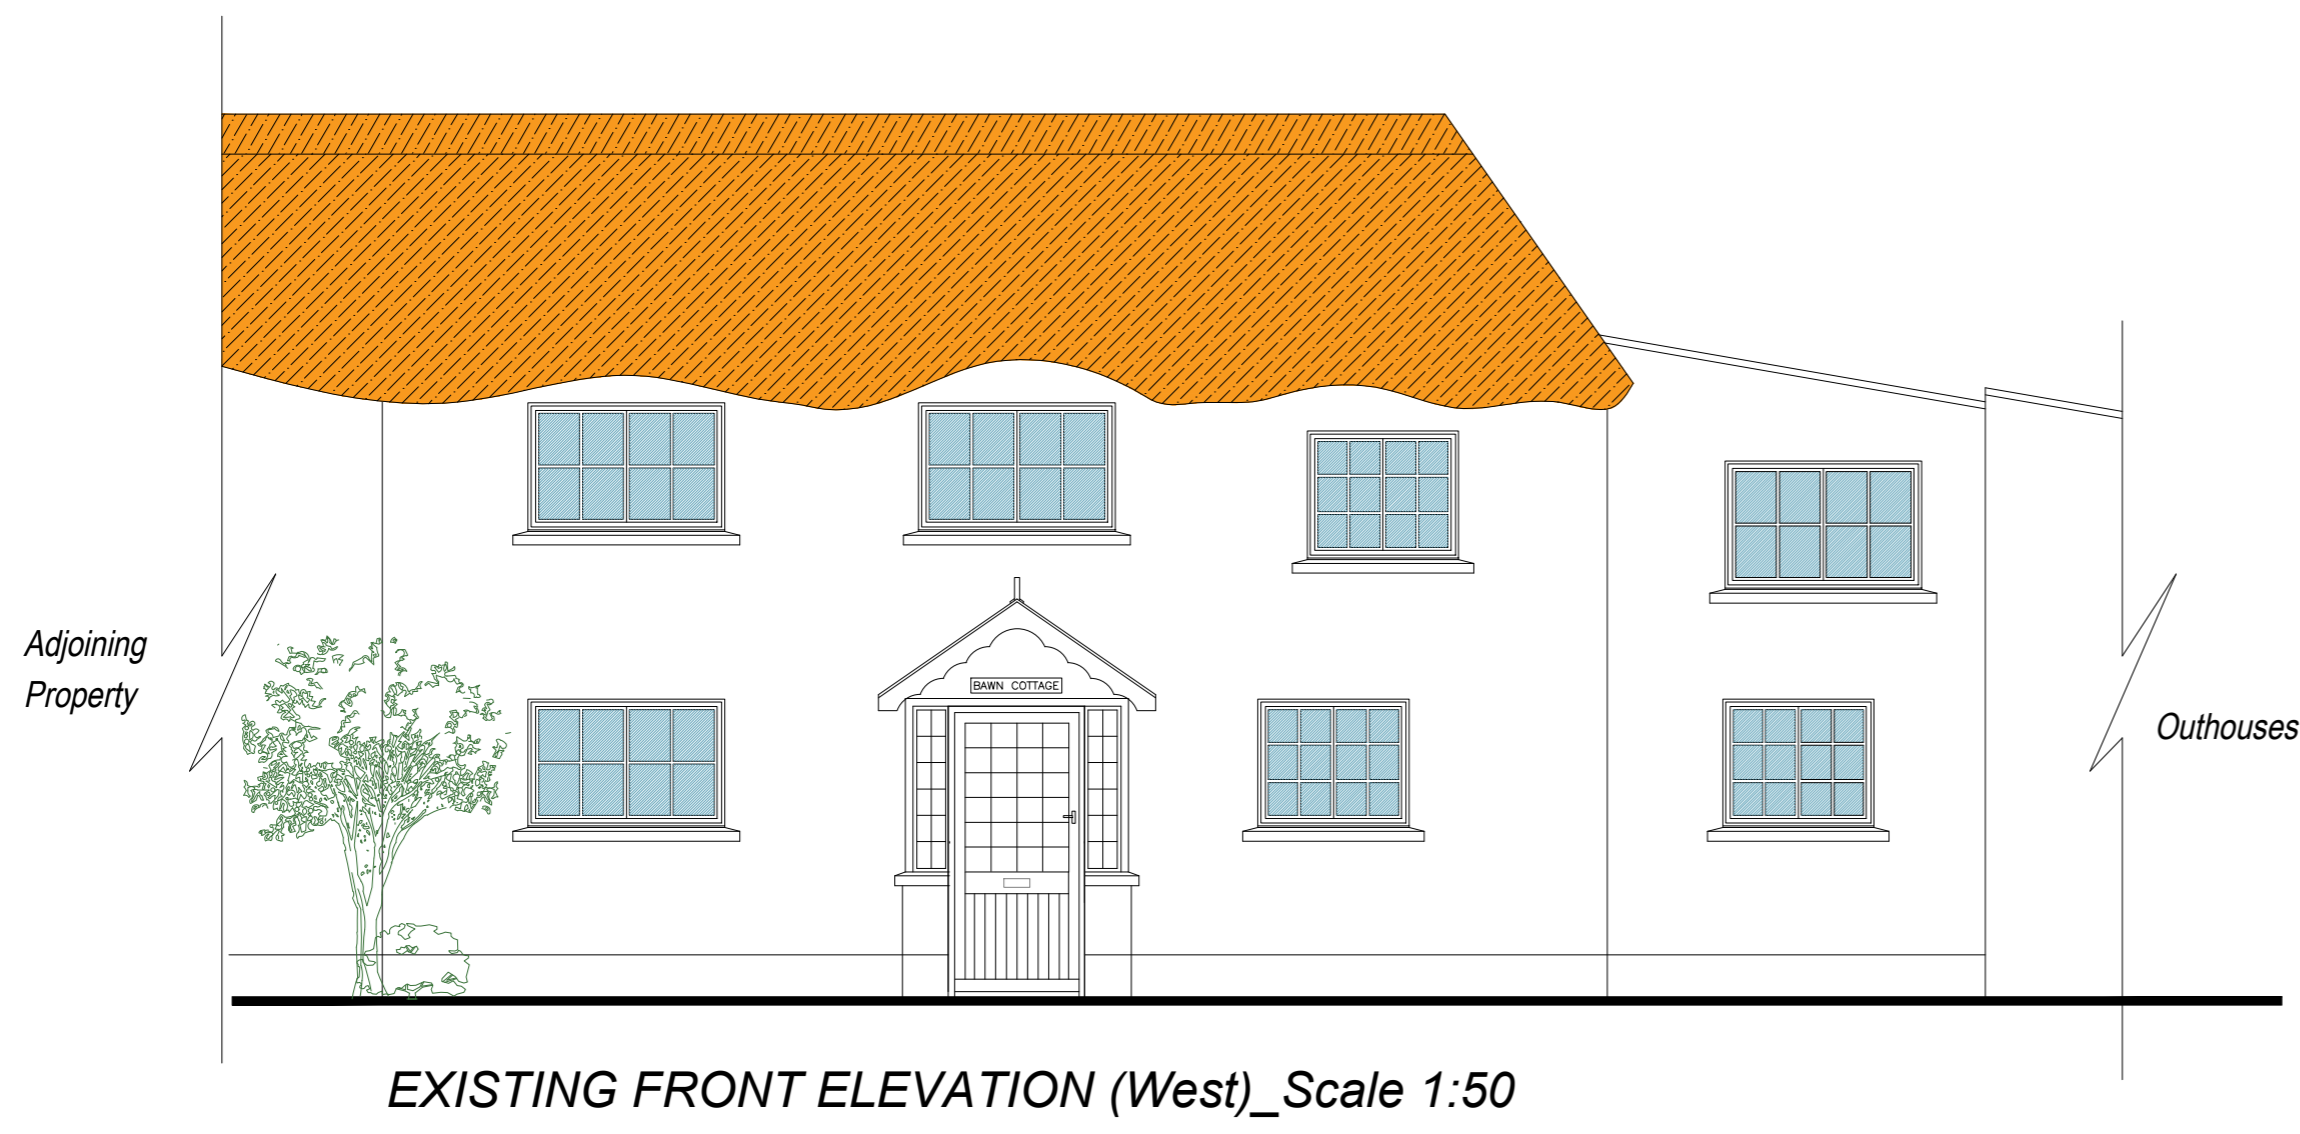 Adjoining
Property
BAWN COTTAGE
Outhouses
EXISTING FRONT ELEVATION (West)_Scale 1:50